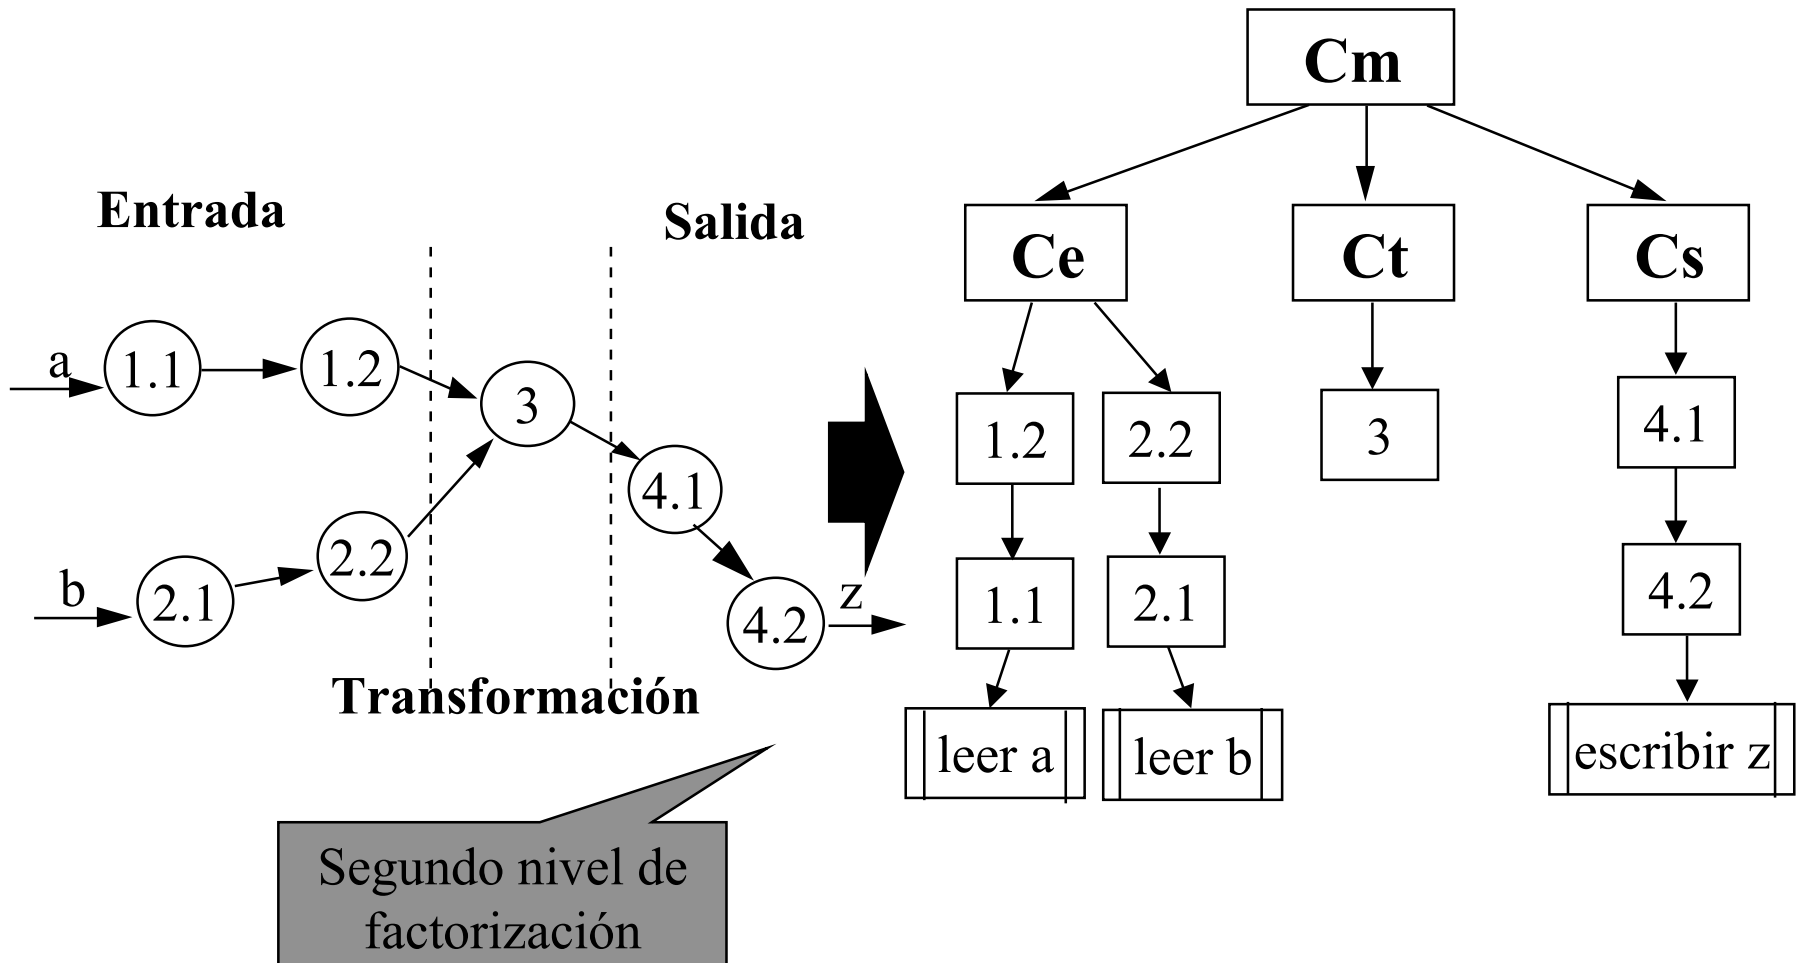 Entrada
Salida
a
1.1
1.2
3
4.1
b
2.1
2.2
4.2
z
Transformación
Segundo nivel de
factorización
Cm
Ce
Ct
Cs
1.2
2.2
3
4.1
1.1
2.1
4.2
leer a
leer b
escribir z